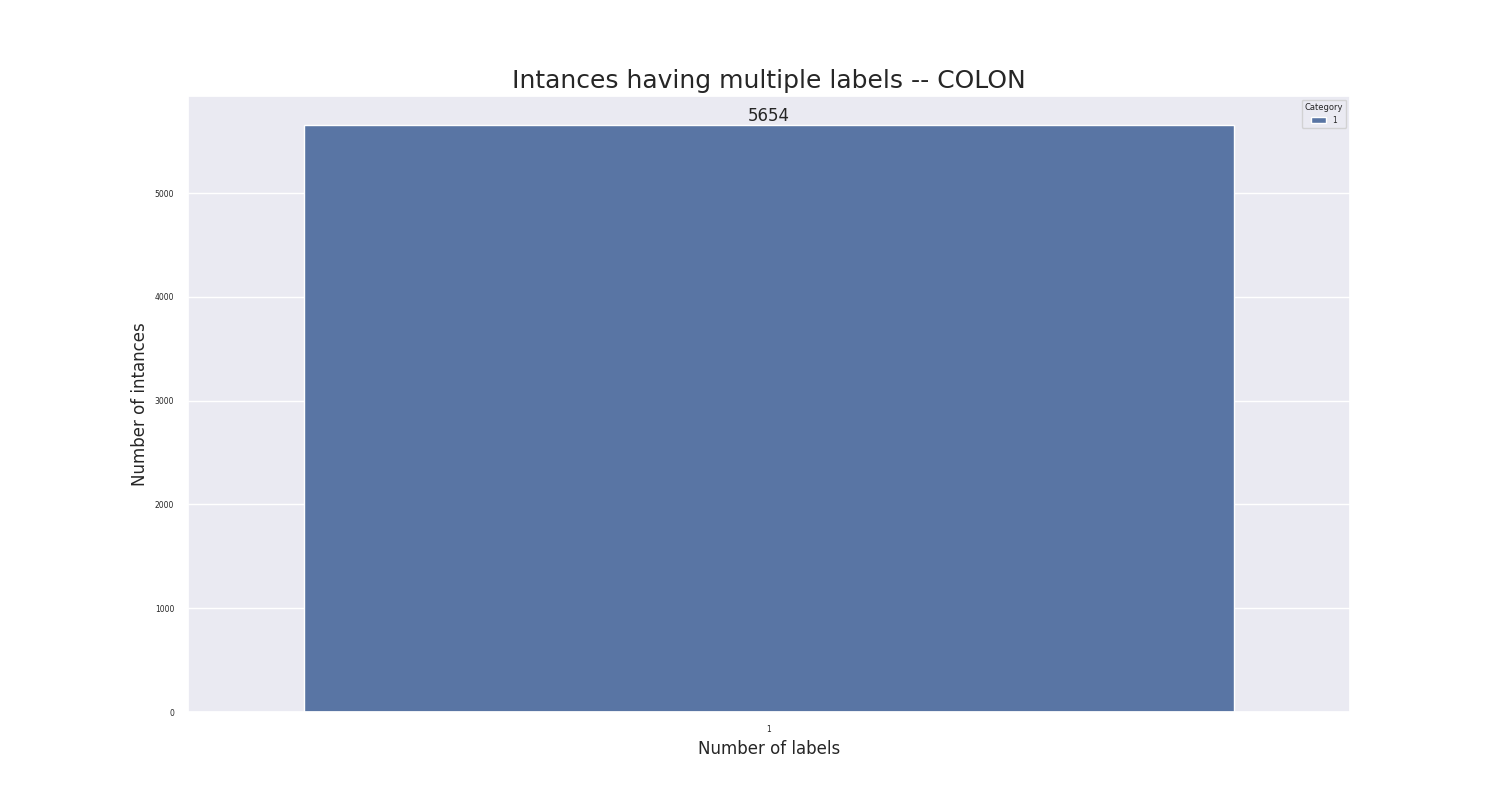 Intances having multiple labels -- COLON
5654
Category
1
5000
4000
3000
2000
1000
0
Number of intances
1
Number of labels